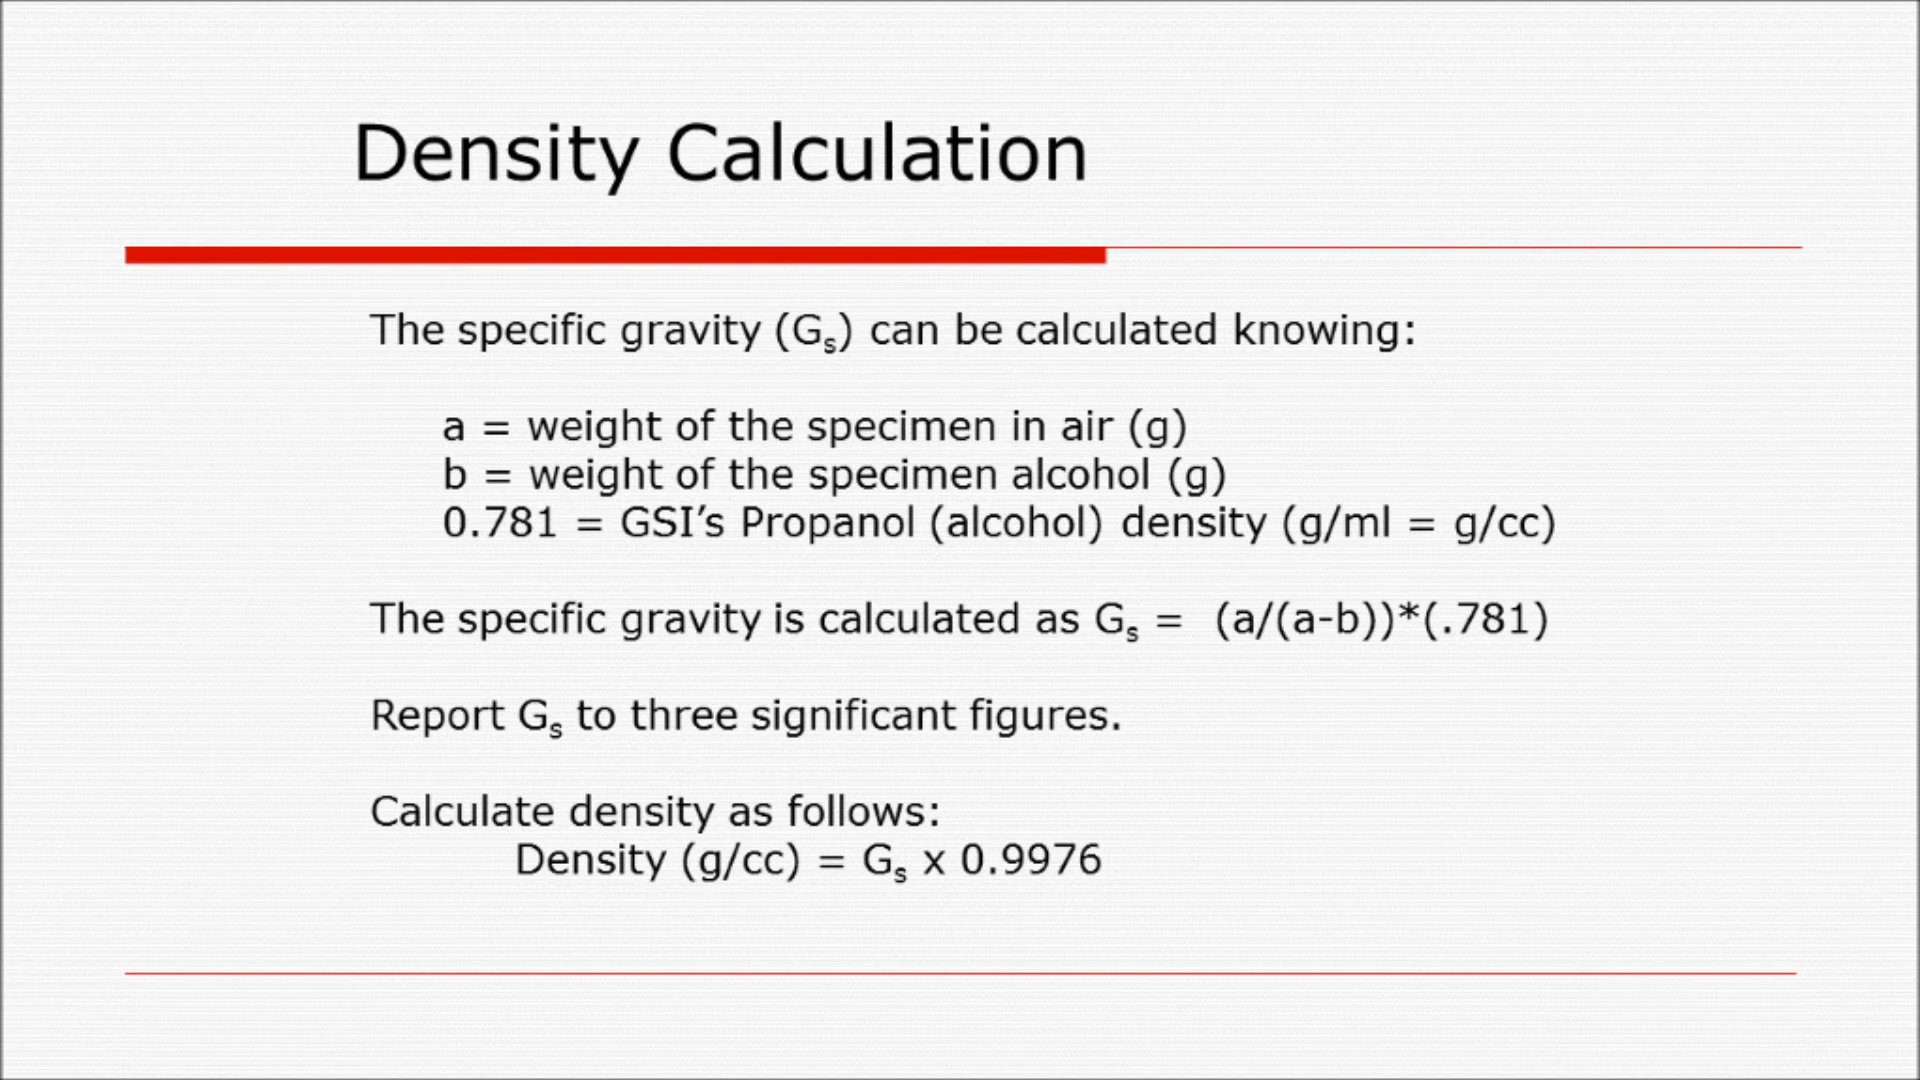 Density Calculation
The specific gravity (Gs) can be calculated knowing:
a = weight of the specimen in air (g)
b = weight of the specimen alcohol (g)
0.781 = GSI’s Propanol (alcohol) density (g/ml = g/cc)
The specific gravity is calculated as Gs = (a/(a-b))*(.781)
Report Gs to three significant figures.
Calculate density as follows:
Density (g/cc) = Gs x 0.9976